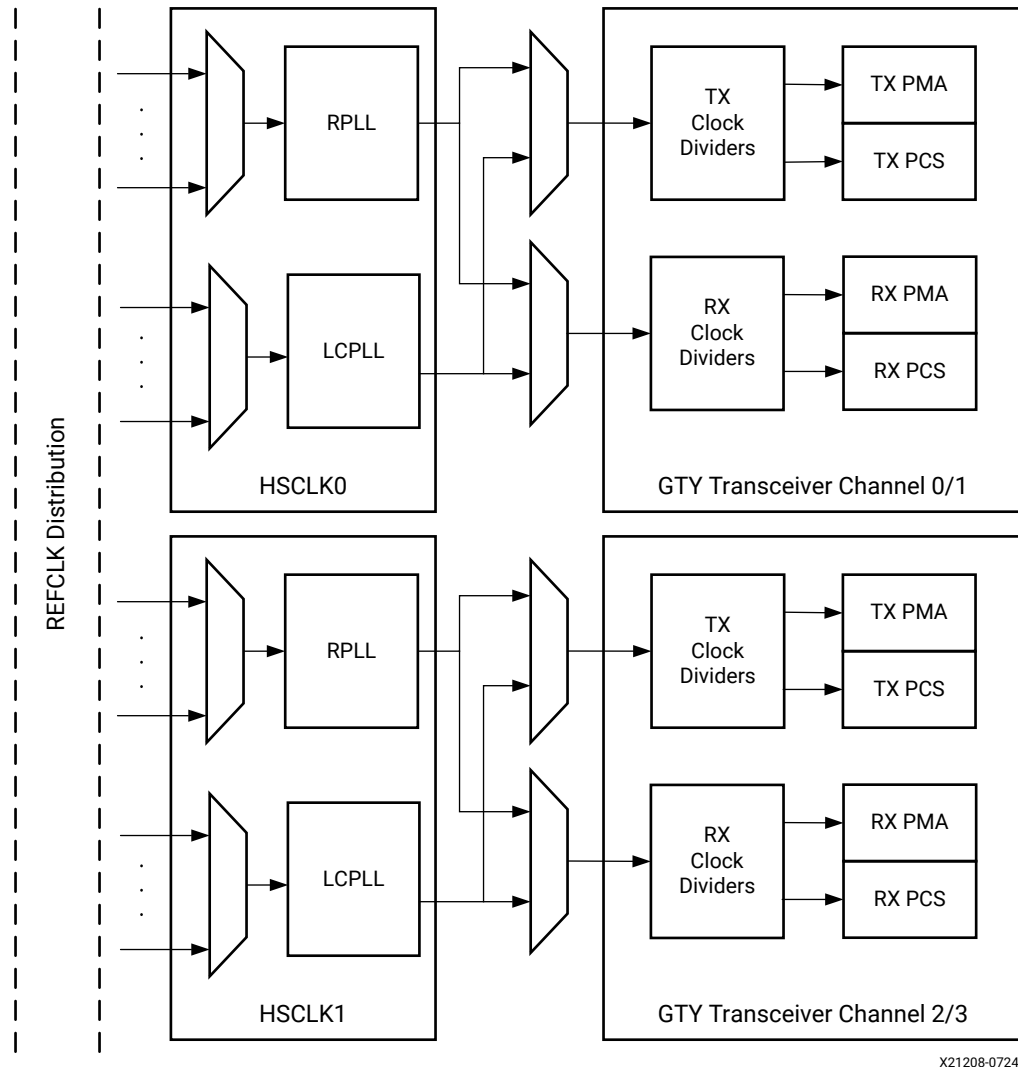 REFCLK Distribution
RPLL
LCPLL
HSCLK0
TX
Clock
Dividers
TX PMA
TX PCS
RX
Clock
Dividers
RX PMA
RX PCS
GTY Transceiver Channel 0/1
RPLL
LCPLL
HSCLK1
TX
Clock
Dividers
TX PMA
TX PCS
RX
Clock
Dividers
RX PMA
RX PCS
GTY Transceiver Channel 2/3
X21208-0724